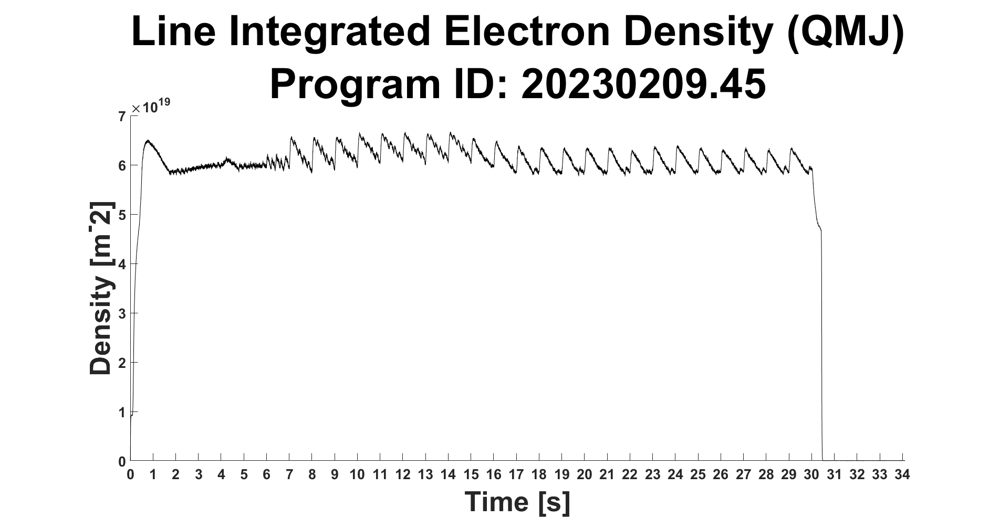 Line Integrated Electron Density (QMJ)
Program ID: 20230209.45
×10¹⁹
7
6
5
4
3
2
1
0
Density [m⁻2]
0 1 2 3 4 5 6 7 8 9 10 11 12 13 14 15 16 17 18 19 20 21 22 23 24 25 26 27 28 29 30 31 32 33 34
Time [s]